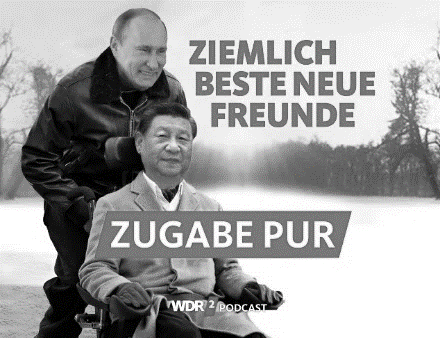 ZIEMLICH
BESTE NEUE
FREUNDE
ZUGABE PUR
WDR 2 /PODCAST